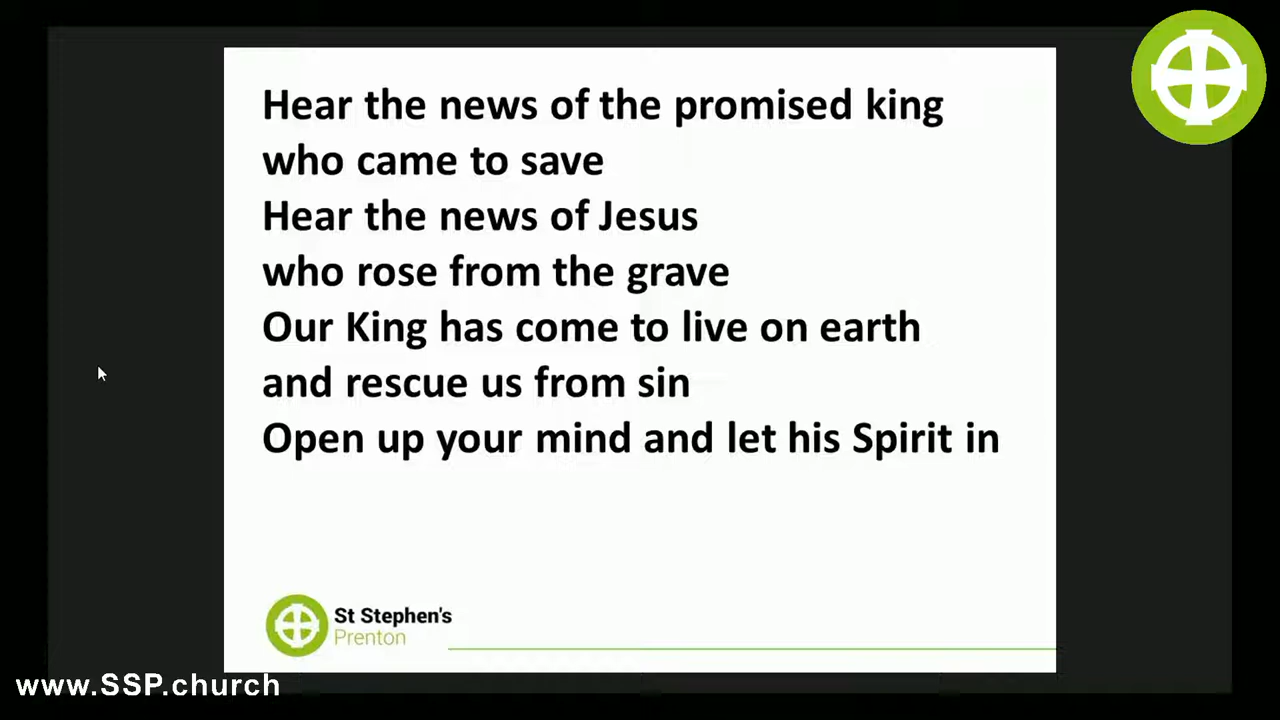 Hear the news of the promised king
who came to save
Hear the news of Jesus
who rose from the grave
Our King has come to live on earth
and rescue us from sin
Open up your mind and let his Spirit in
St Stephen's
Prenton
www.SSP.church